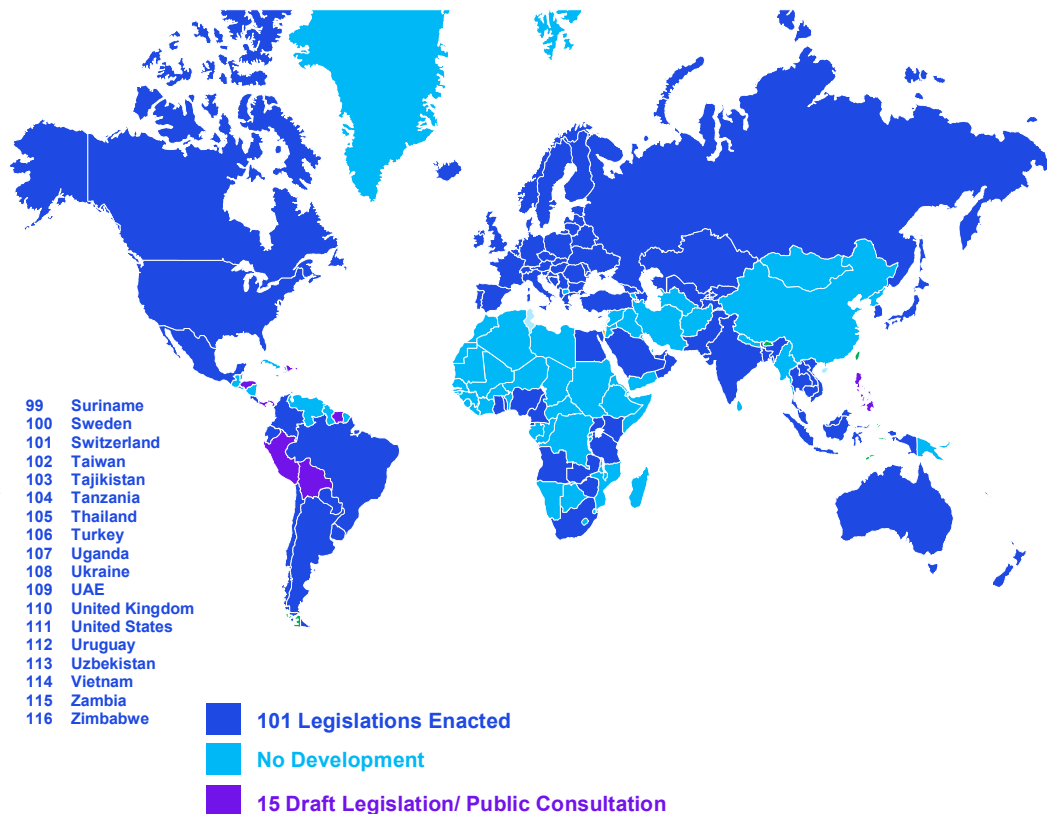 99 Suriname
100 Sweden
101 Switzerland
102 Taiwan
103 Tajikistan
104 Tanzania
105 Thailand
106 Turkey
107 Uganda
108 Ukraine
109 UAE
110 United Kingdom
111 United States
112 Uruguay
113 Uzbekistan
114 Vietnam
115 Zambia
116 Zimbabwe
101 Legislations Enacted
No Development
15 Draft Legislation/ Public Consultation